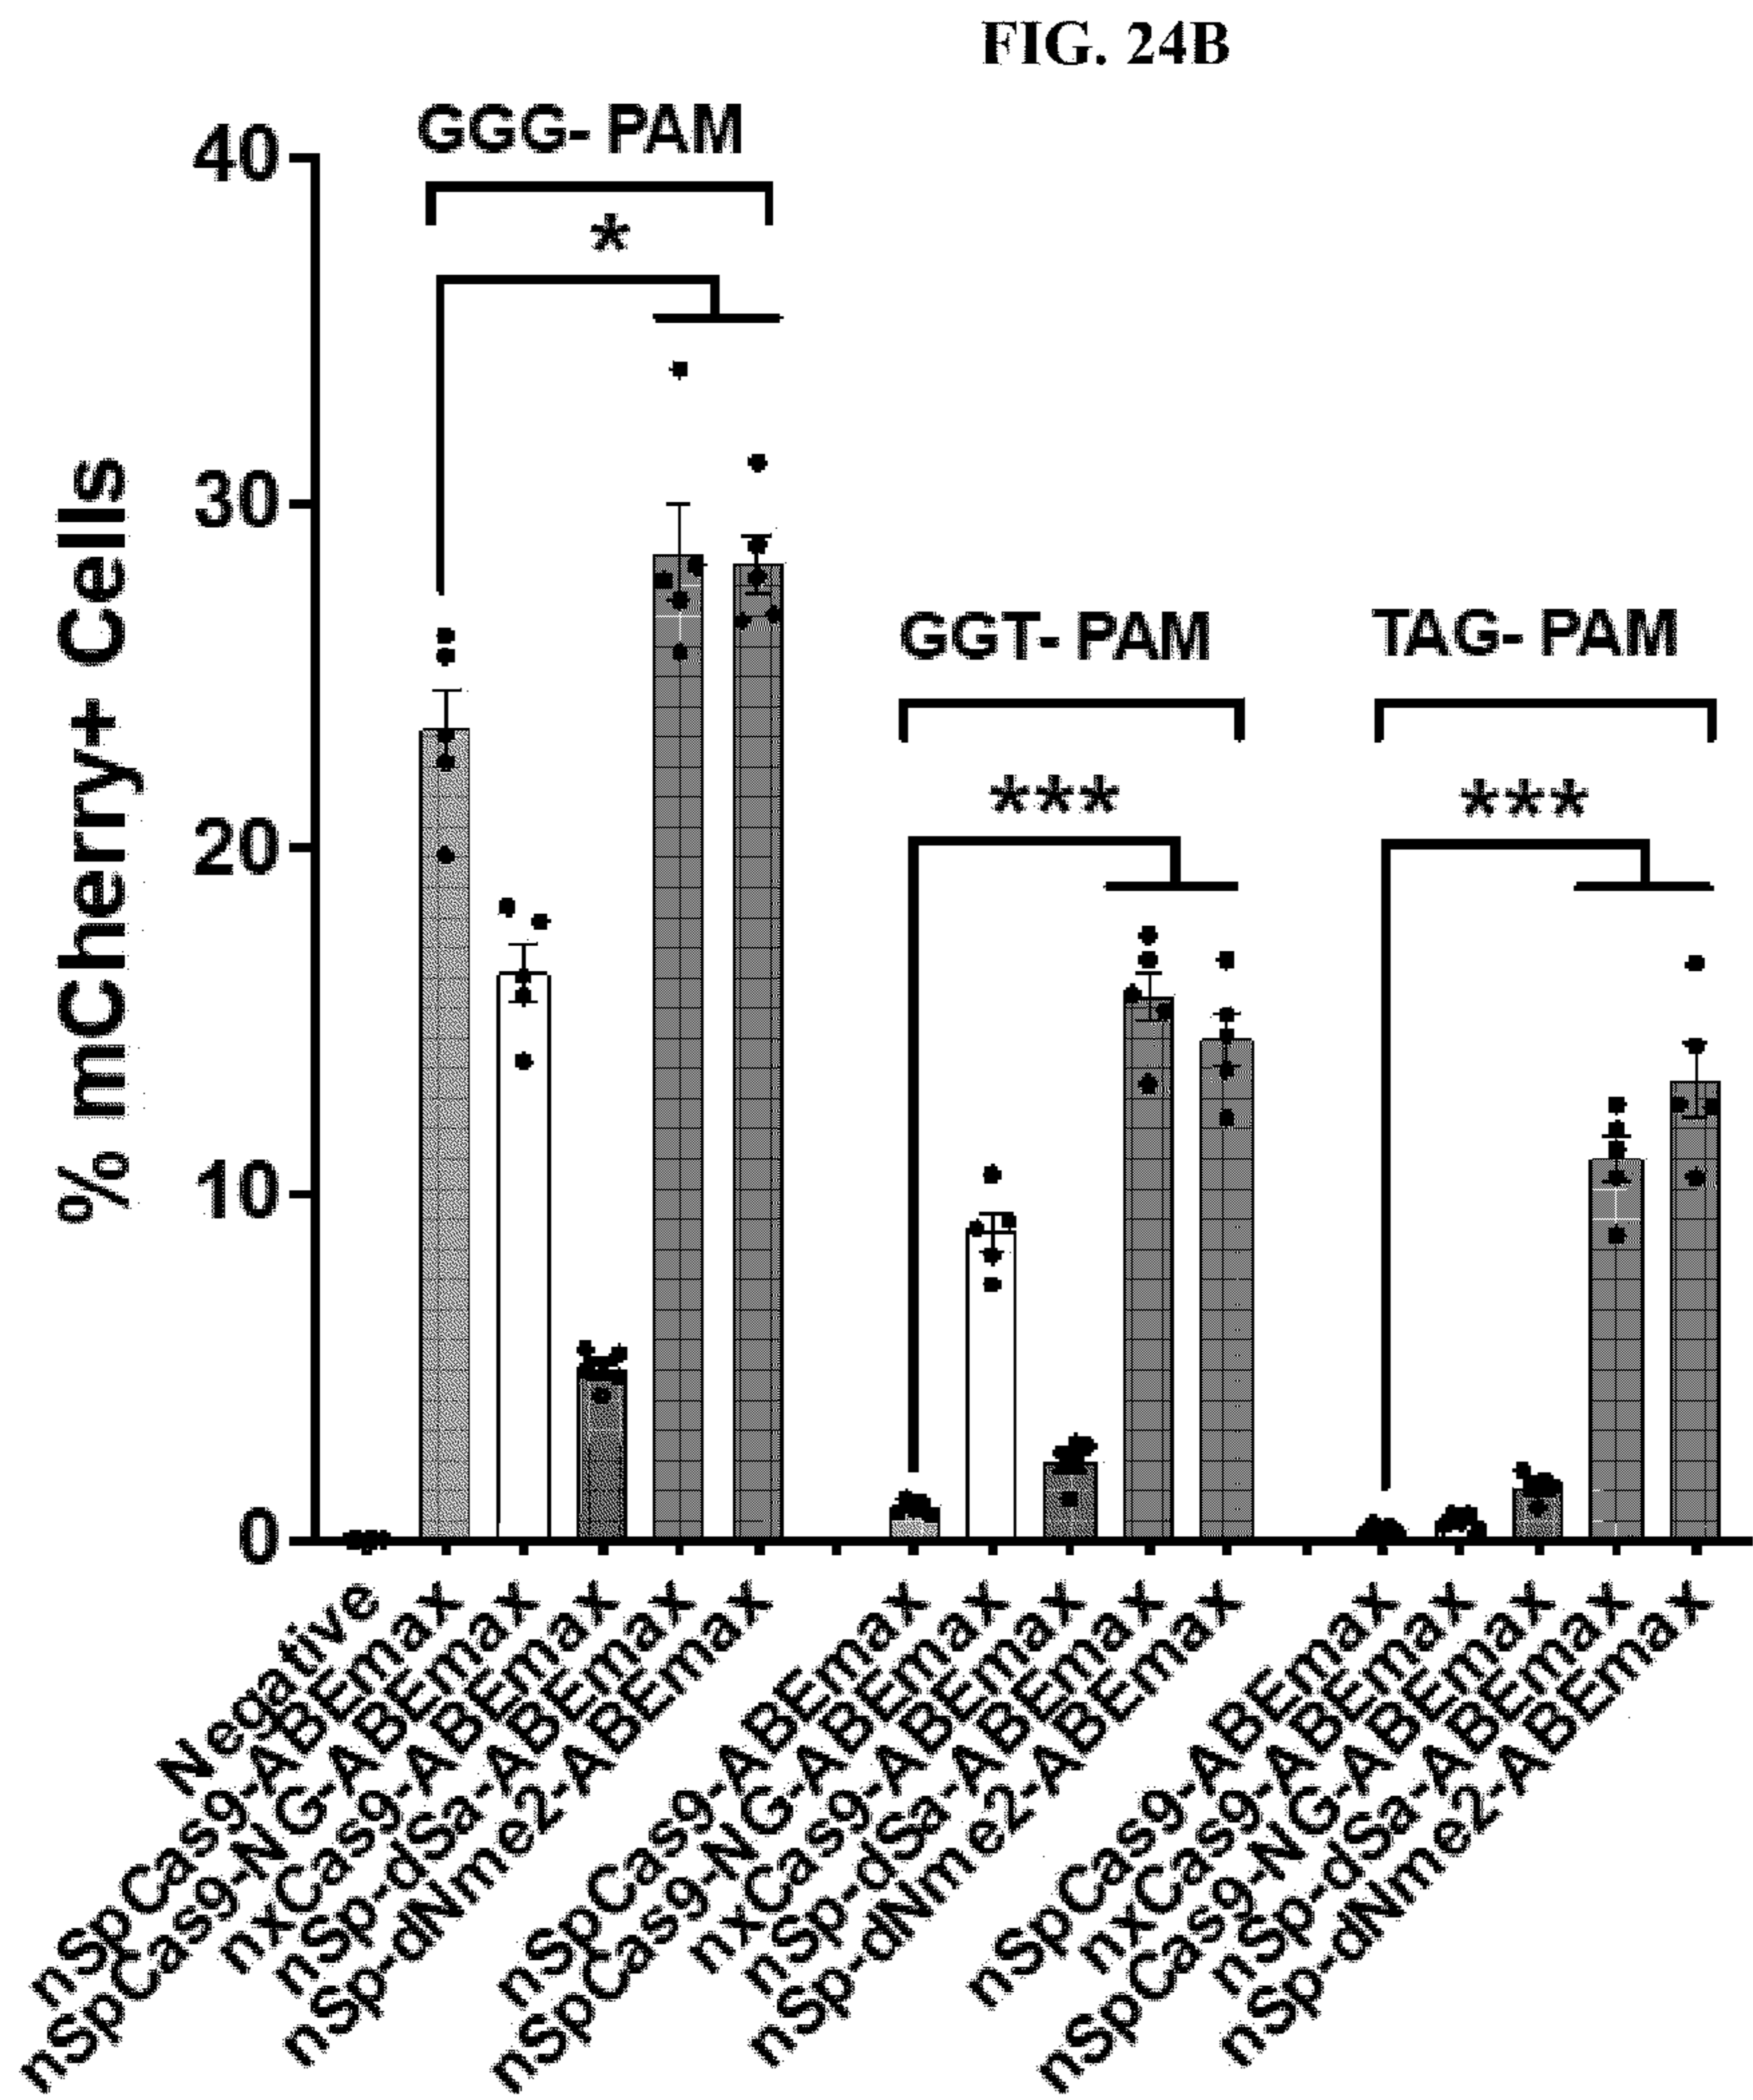 FIG. 24B
GGG- PAM
*
GGT- PAM
***
TAG- PAM
***
% mCherry+ Cells
40
30
20
10
0
Negative
nSpCas9-ABEmax
nSpCas9-NG-ABEmax
nxCas9-ABEmax
nSp-dSa-ABEmax
nSp-dNme2-ABEmax
nSpCas9-ABEmax
nSpCas9-NG-ABEmax
nxCas9-ABEmax
nSp-dSa-ABEmax
nSp-dNme2-ABEmax
nSpCas9-ABEmax
nxCas9-ABEmax
nSpCas9-NG-ABEmax
nSp-dSa-ABEmax
nSp-dNme2-ABEmax